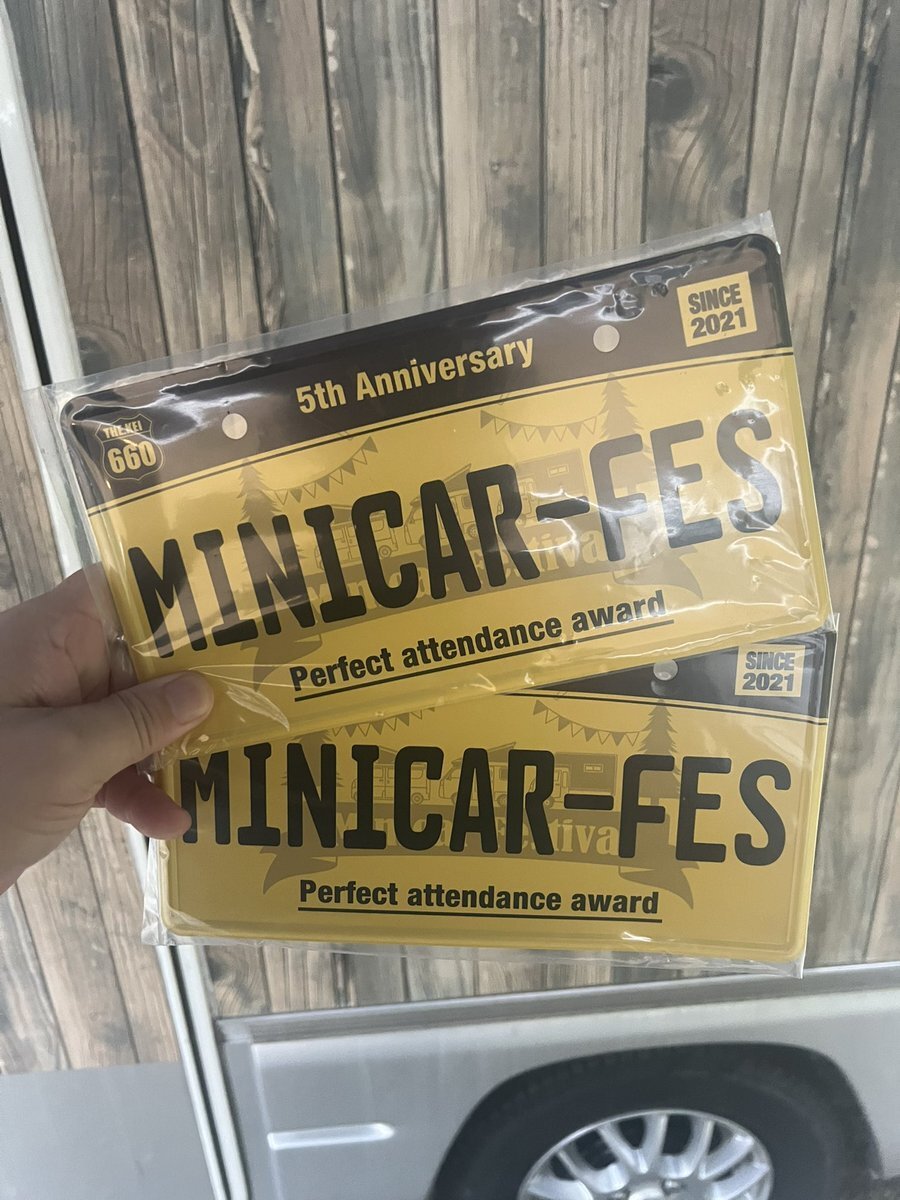 SINCE
2021
5th Anniversary
THE KEI
660
MINICAR-FES
Perfect attendance award
SINCE
2021
MINICAR-FES
Perfect attendance award